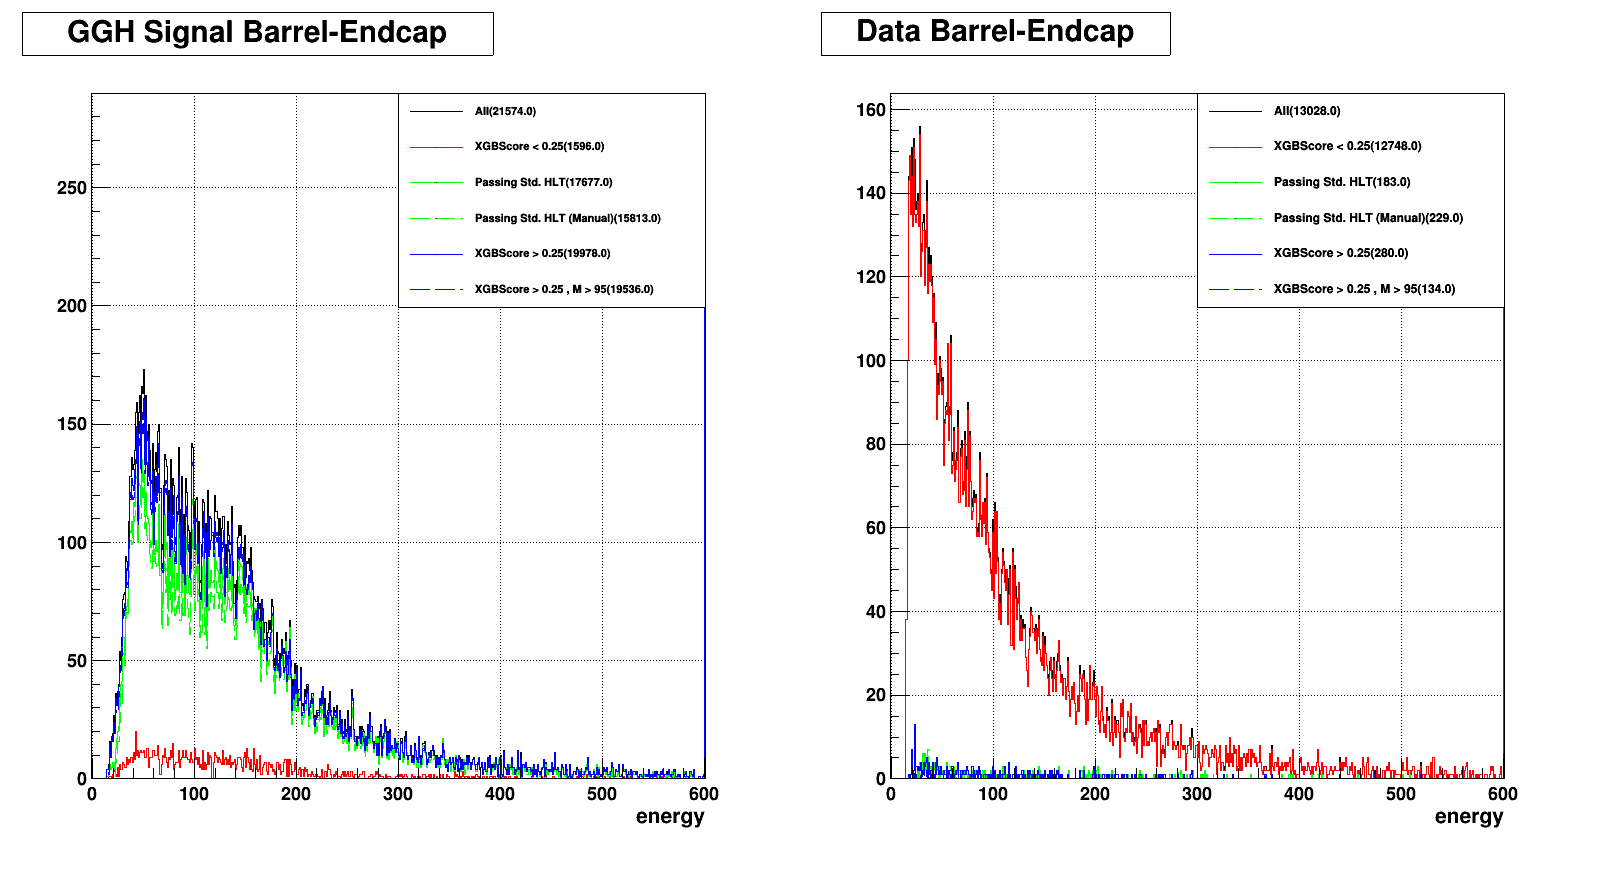 GGH Signal Barrel-Endcap
All(21574.0)
XGBScore < 0.25(1596.0)
Passing Std. HLT(17677.0)
Passing Std. HLT (Manual)(15813.0)
XGBScore > 0.25(19978.0)
XGBScore > 0.25 , M > 95(19536.0)
250
200
150
100
50
0
0 100 200 300 400 500 600
energy
Data Barrel-Endcap
All(13028.0)
XGBScore < 0.25(12748.0)
Passing Std. HLT(183.0)
Passing Std. HLT (Manual)(229.0)
XGBScore > 0.25(280.0)
XGBScore > 0.25 , M > 95(134.0)
160
140
120
100
80
60
40
20
0
0 100 200 300 400 500 600
energy